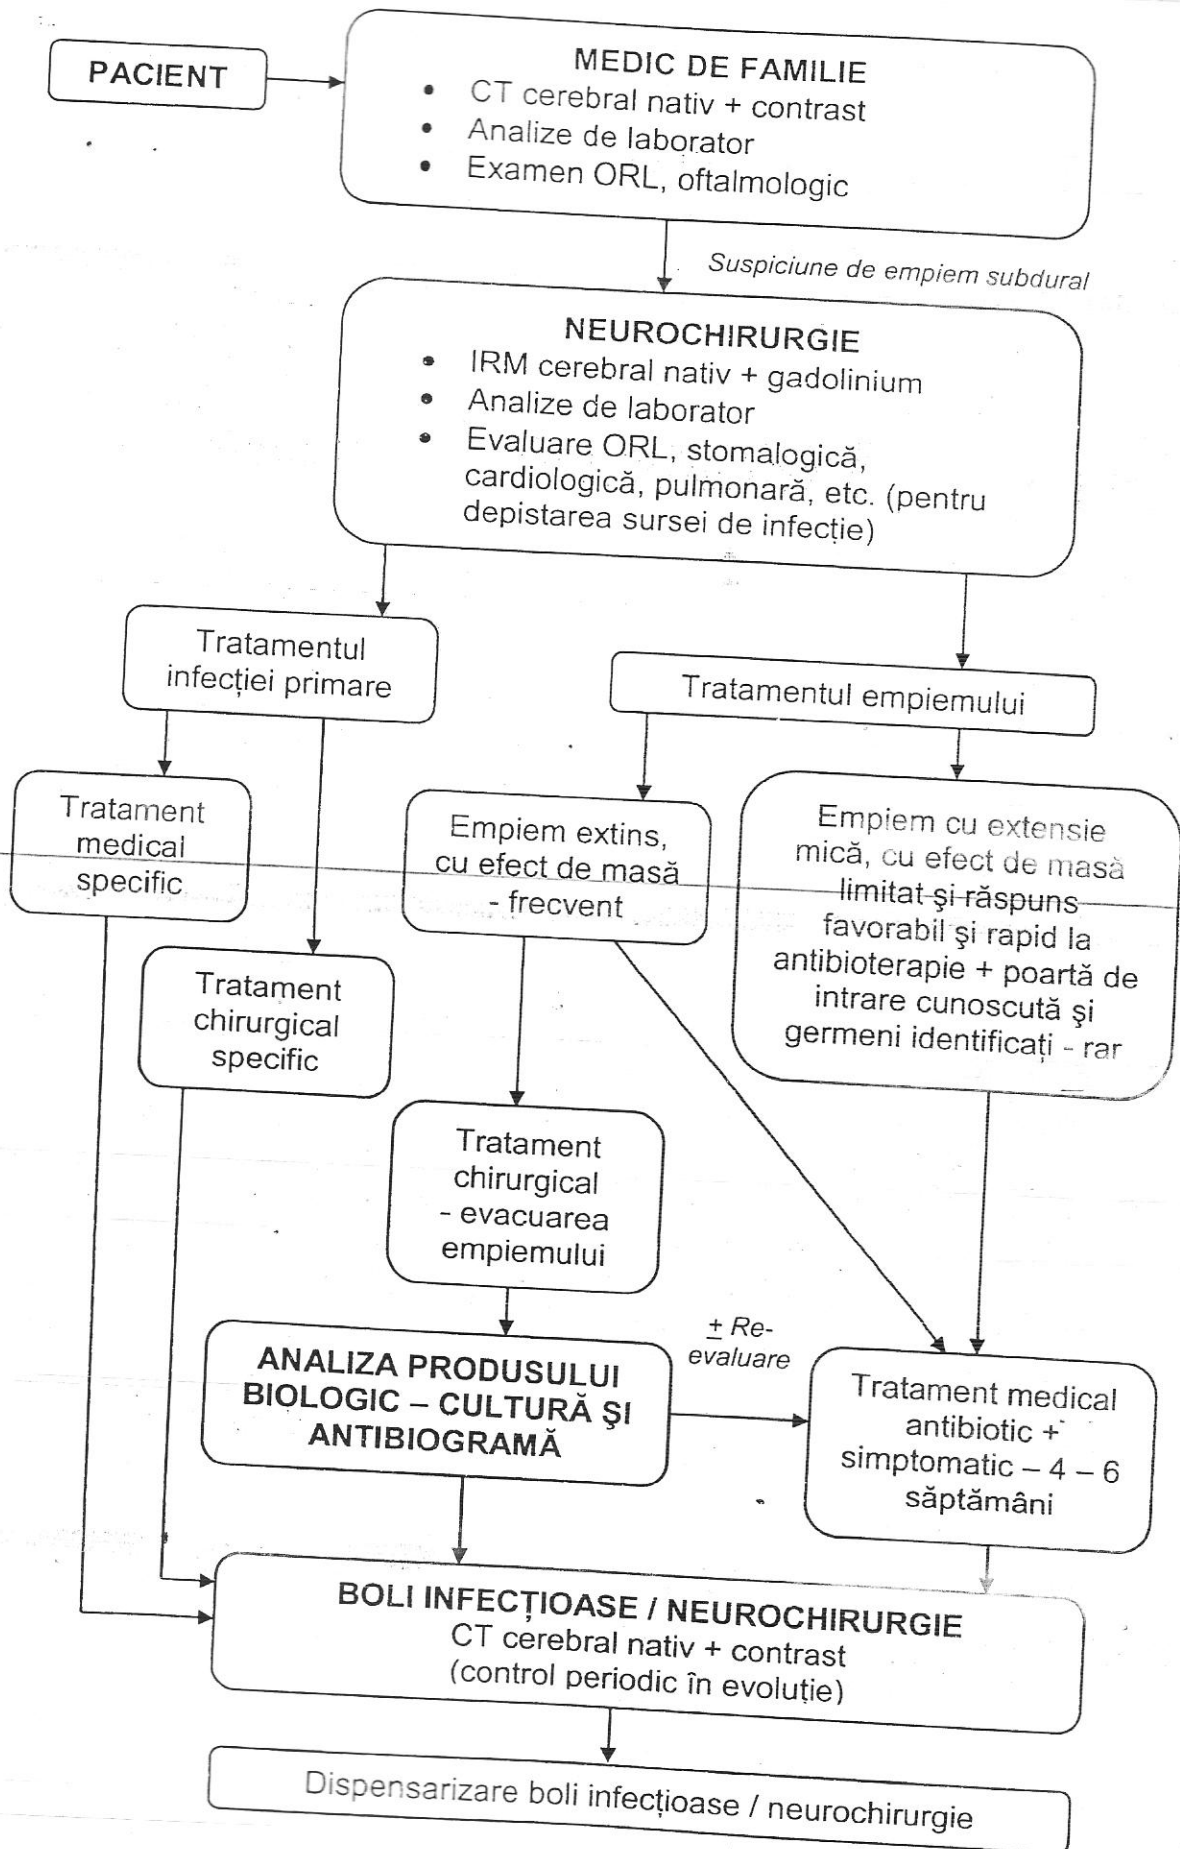 PACIENT
MEDIC DE FAMILIE
• CT cerebral nativ + contrast
• Analize de laborator
• Examen ORL, oftalmologic
Suspiciune de empiem subdural
NEUROCHIRURGIE
• IRM cerebral nativ + gadolinium
• Analize de laborator
• Evaluare ORL, stomalogică,
cardiologică, pulmonară, etc. (pentru
depistarea sursei de infecție)
Tratamentul
infecției primare
Tratamentul empiemului
Tratament
medical
specific
Tratament
chirurgical
specific
Empiem extins,
cu efect de masă
- frecvent
Empiem cu extensie
mică, cu efect de masă
limitat şi răspuns
favorabil şi rapid la
antibioterapie + poartă de
intrare cunoscută şi
germeni identificați - rar
Tratament
chirurgical
- evacuarea
empiemului
± Re-
evaluare
ANALIZA PRODUSULUI
BIOLOGIC – CULTURĂ ŞI
ANTIBIOGRAMĂ
Tratament medical
antibiotic +
simptomatic – 4 – 6
săptămâni
BOLI INFECȚIOASE / NEUROCHIRURGIE
CT cerebral nativ + contrast
(control periodic în evoluție)
Dispensarizare boli infecțioase / neurochirurgie